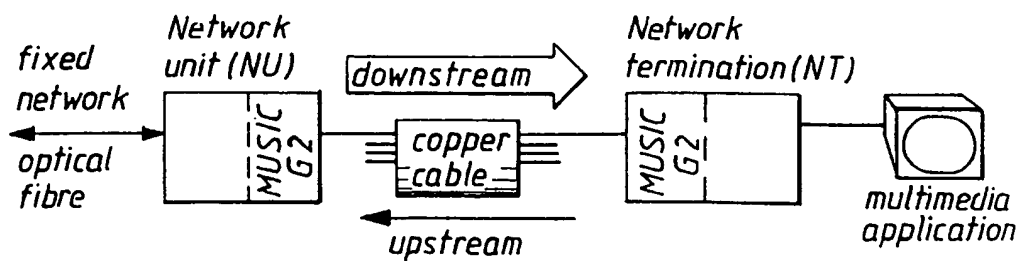 fixed
network
optical
fibre
Network
unit (NU)
MUSIC
G2
downstream
copper
cable
upstream
Network
termination (NT)
MUSIC
G2
multimedia
application